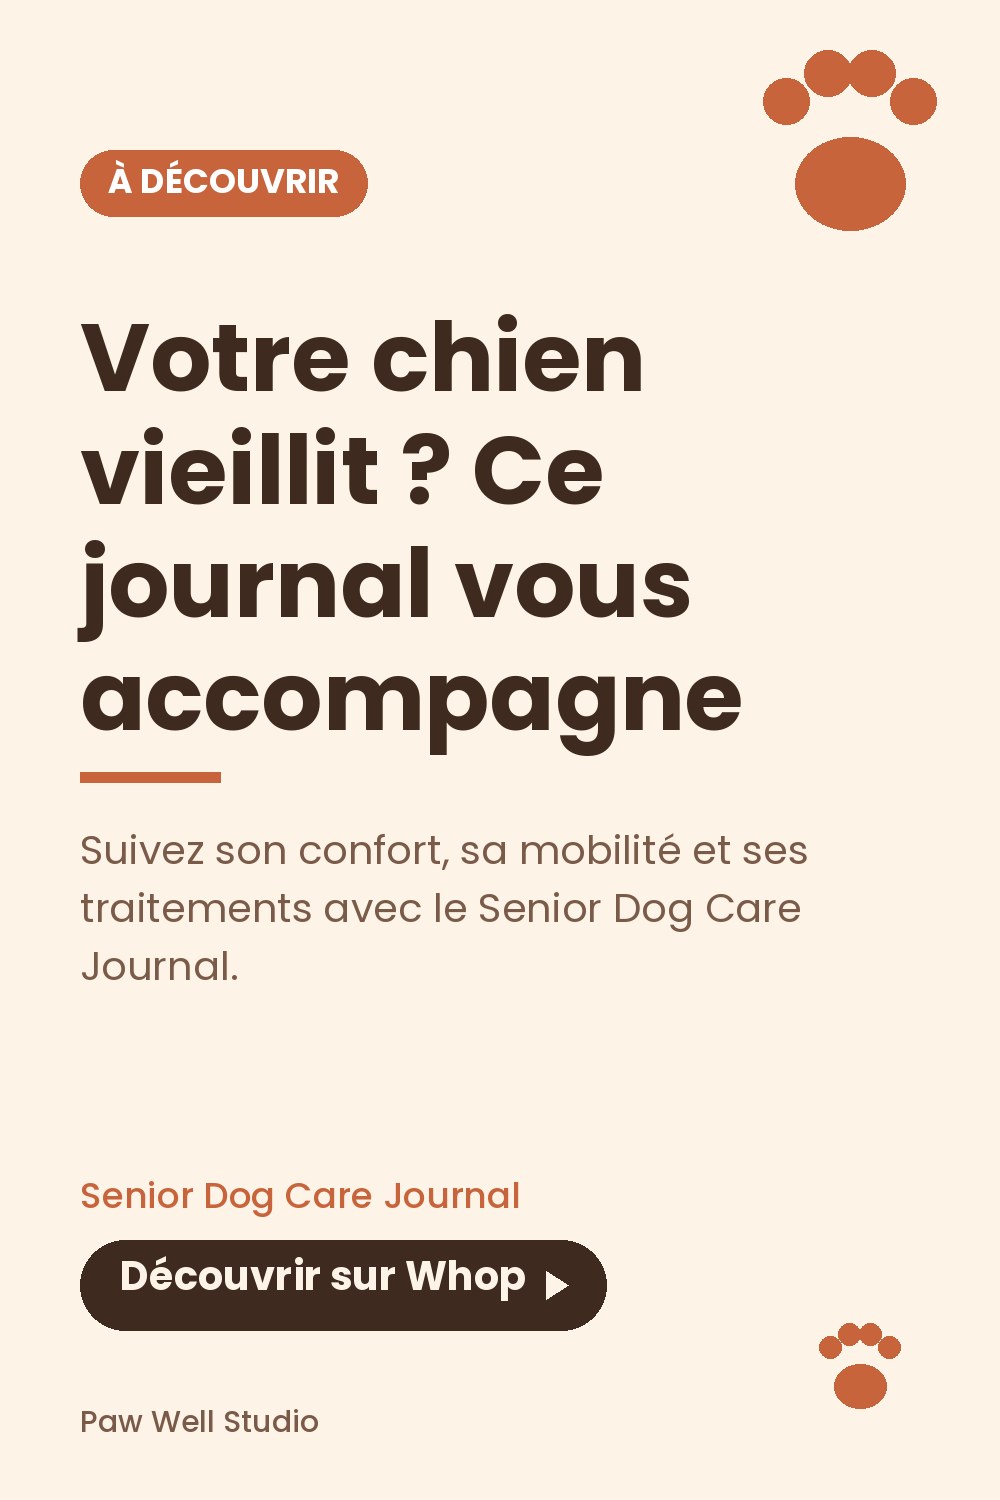 À DÉCOUVRIR
Votre chien
vieillit ? Ce
journal vous
accompagne
Suivez son confort, sa mobilité et ses
traitements avec le Senior Dog Care
Journal.
Senior Dog Care Journal
Découvrir sur Whop
Paw Well Studio